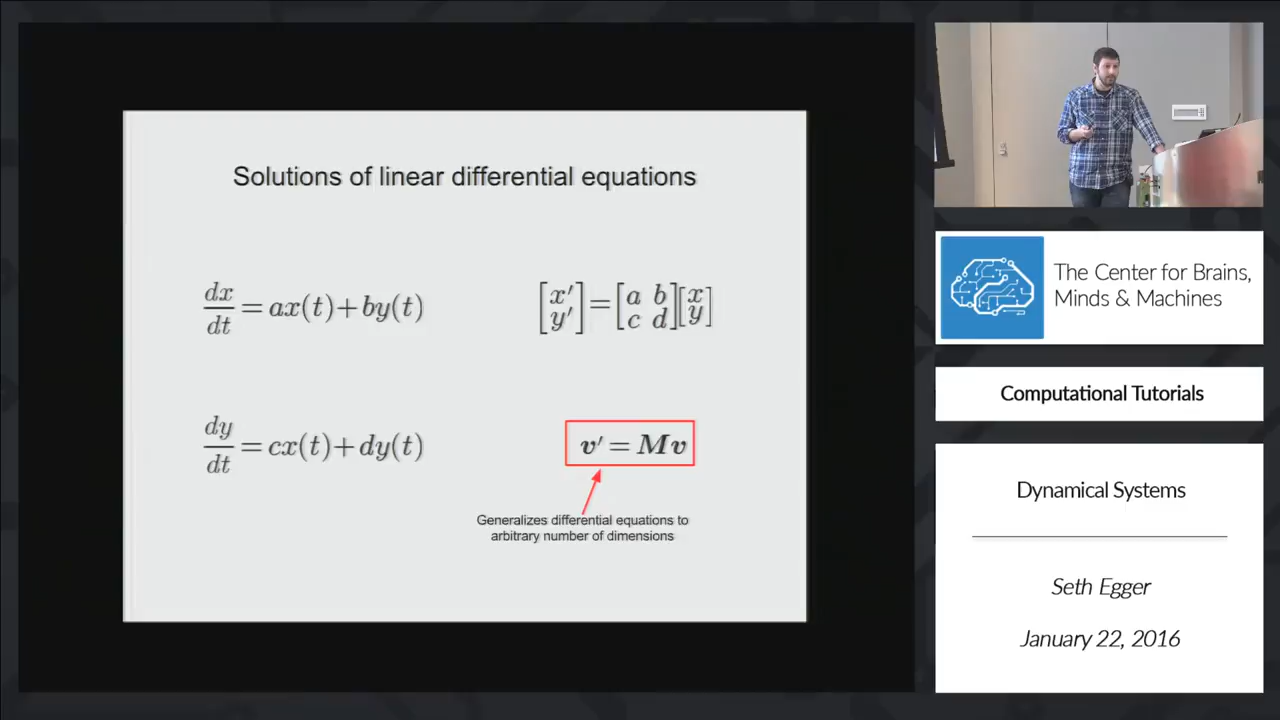 Solutions of linear differential equations
dx/dt = ax(t)+by(t)
[x′ y′] = [a b c d][x y]
dy/dt = cx(t)+dy(t)
v′ = Mv
Generalizes differential equations to
arbitrary number of dimensions
The Center for Brains,
Minds & Machines
Computational Tutorials
Dynamical Systems
Seth Egger
January 22, 2016